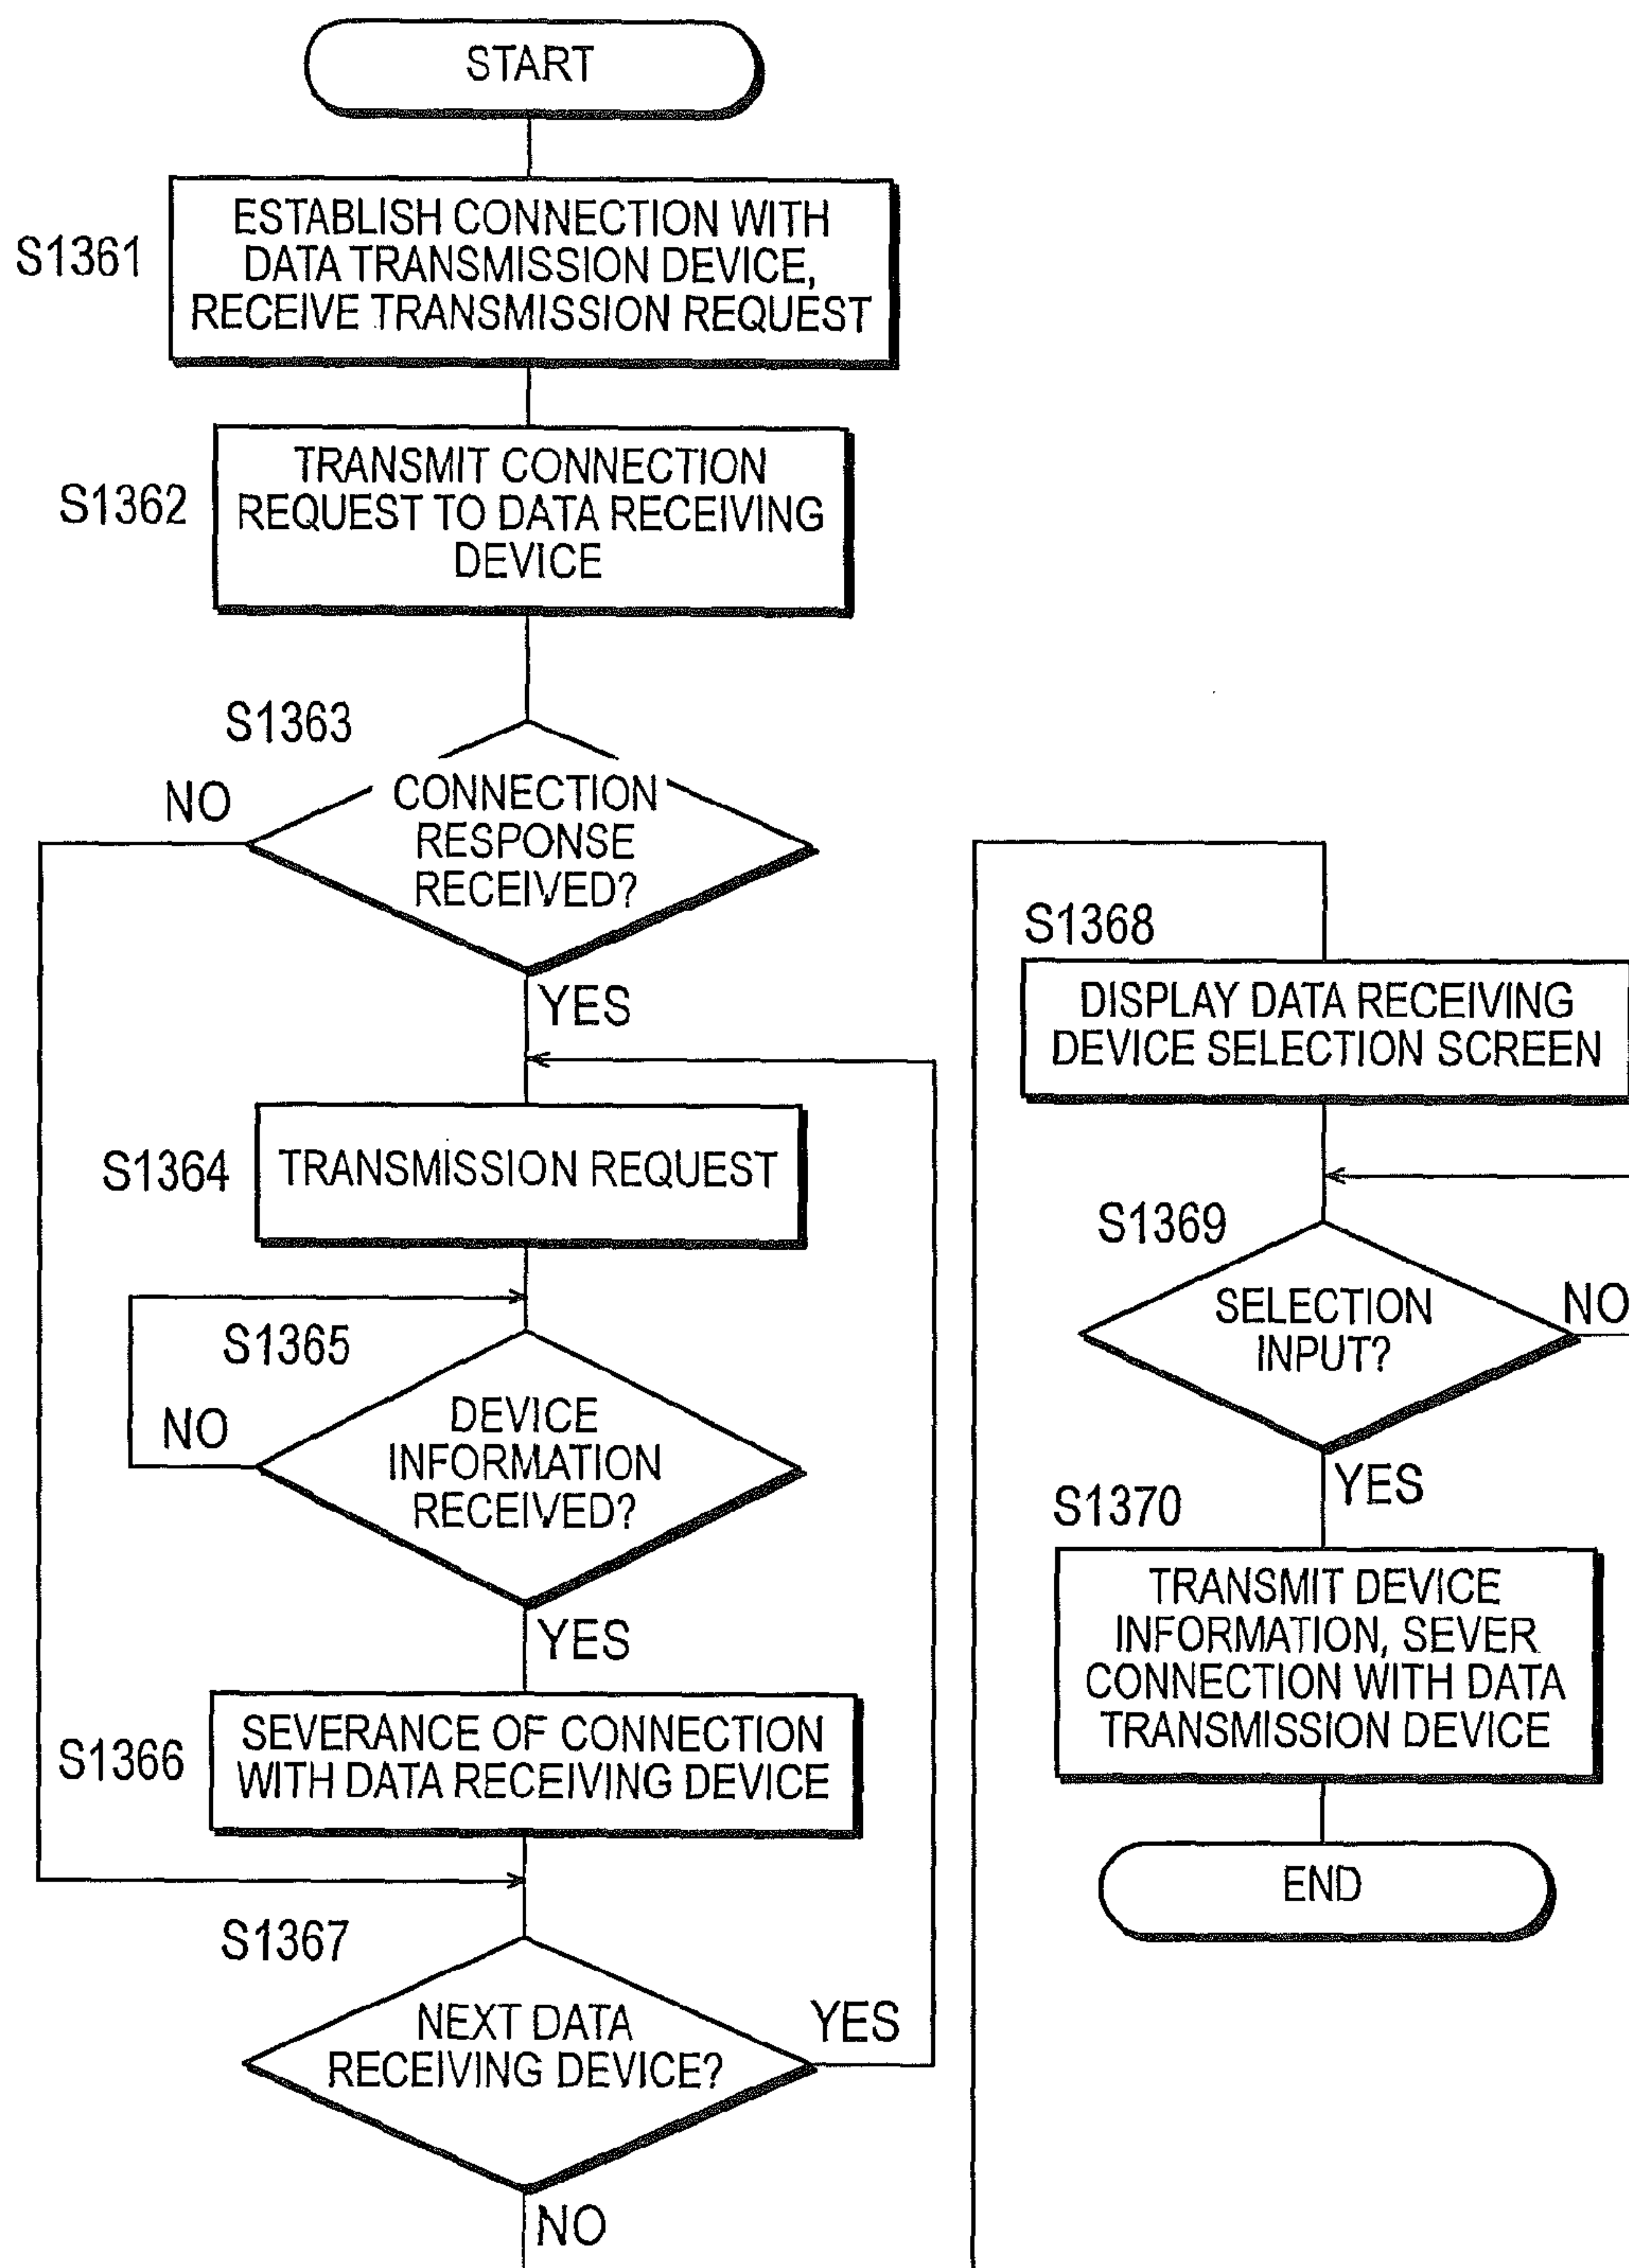 START
S1361
ESTABLISH CONNECTION WITH
DATA TRANSMISSION DEVICE,
RECEIVE TRANSMISSION REQUEST
S1362
TRANSMIT CONNECTION
REQUEST TO DATA RECEIVING
DEVICE
S1363
NO
CONNECTION
RESPONSE
RECEIVED?
YES
S1364
TRANSMISSION REQUEST
S1365
NO
DEVICE
INFORMATION
RECEIVED?
YES
S1366
SEVERANCE OF CONNECTION
WITH DATA RECEIVING DEVICE
S1367
NEXT DATA
RECEIVING DEVICE?
YES
NO
S1368
DISPLAY DATA RECEIVING
DEVICE SELECTION SCREEN
S1369
SELECTION
INPUT?
NO
YES
S1370
TRANSMIT DEVICE
INFORMATION, SEVER
CONNECTION WITH DATA
TRANSMISSION DEVICE
END